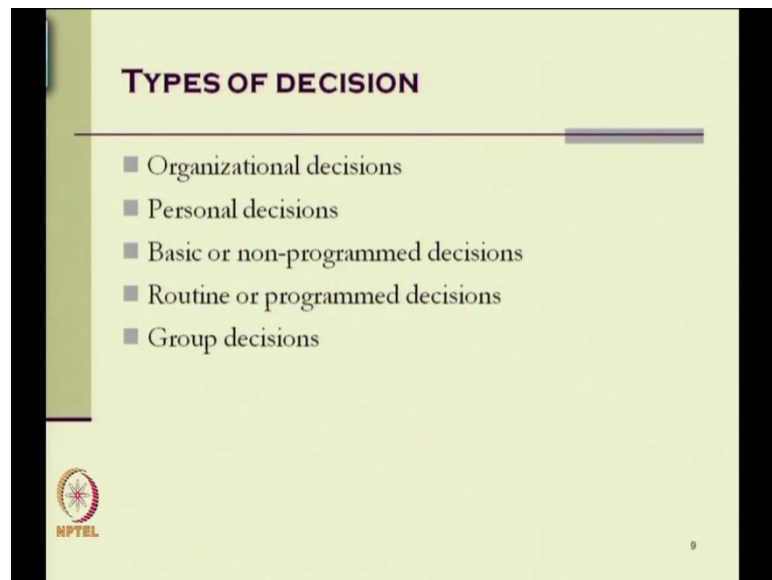 TYPES OF DECISION
Organizational decisions
Personal decisions
Basic or non-programmed decisions
Routine or programmed decisions
Group decisions
NPTEL
9